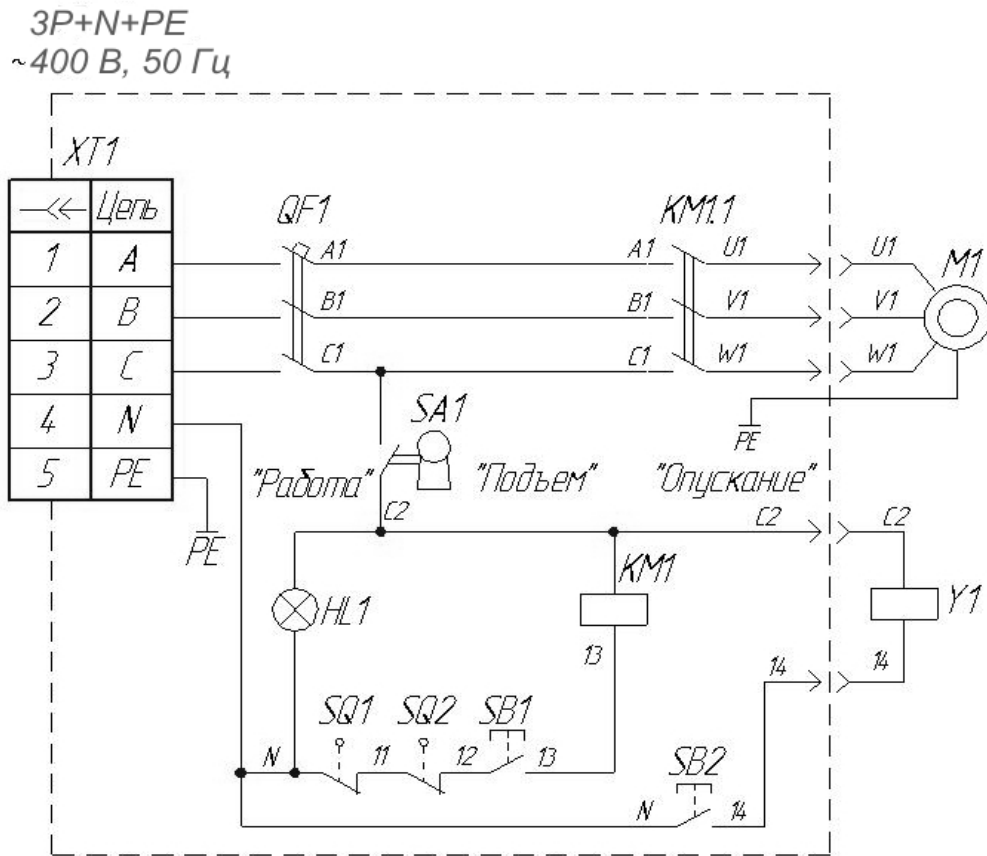 3P+N+PE
~400 В, 50 Гц
XT1
Цепь
1 A
2 B
3 C
4 N
5 PE
QF1
KM1.1
M1
A1 A1 U1 U1
B1 B1 V1 V1
C1 C1 W1 W1
SA1
PE
"Работа" "Подъем" "Опускание"
PE
C2 C2 C2
KM1
HL1
Y1
13
14 14
SQ1 SQ2 SB1
N 11 12 13
SB2
N 14